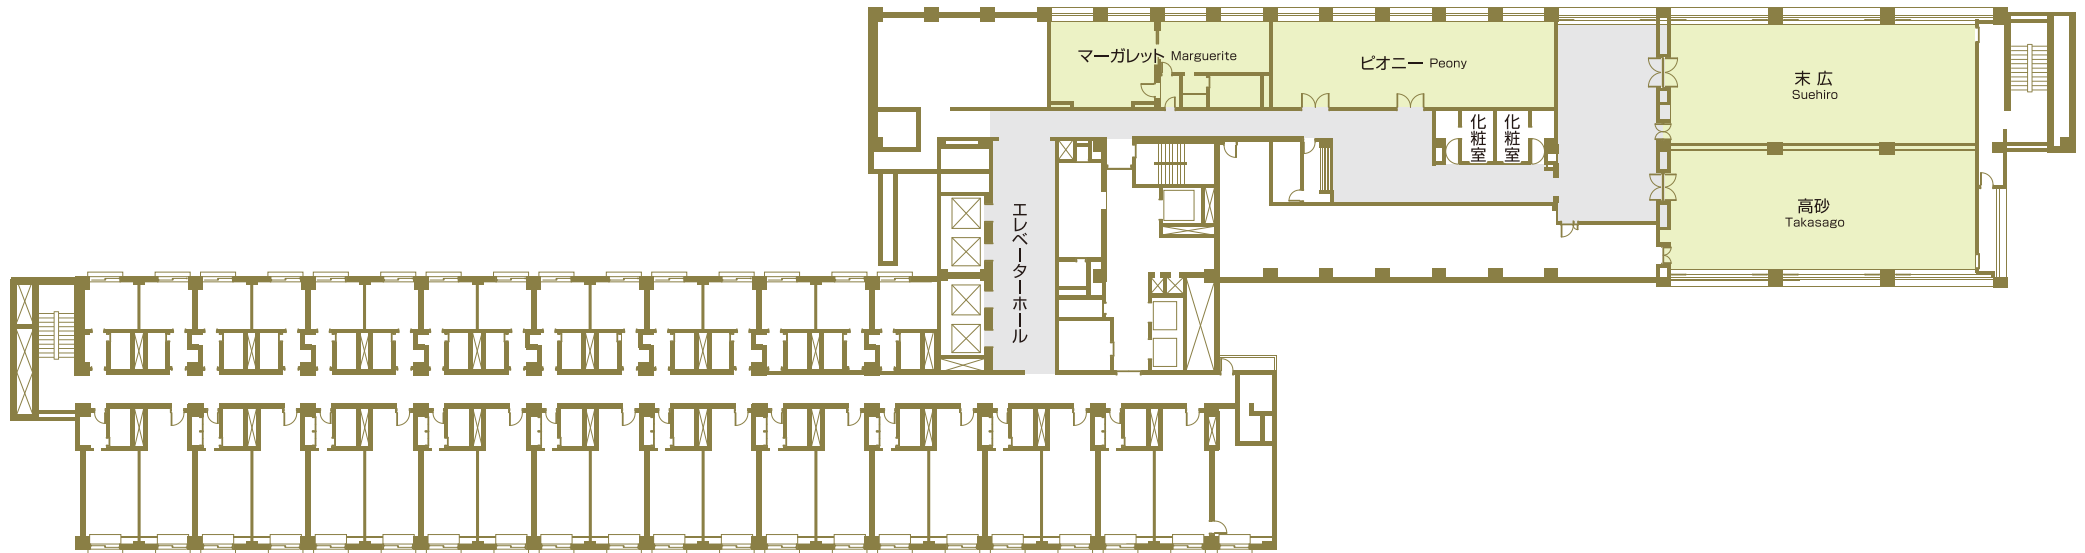 マーガレット Marguerite
ピオニー Peony
末広
Suehiro
化粧室
化粧室
高砂
Takasago
エレベーターホール